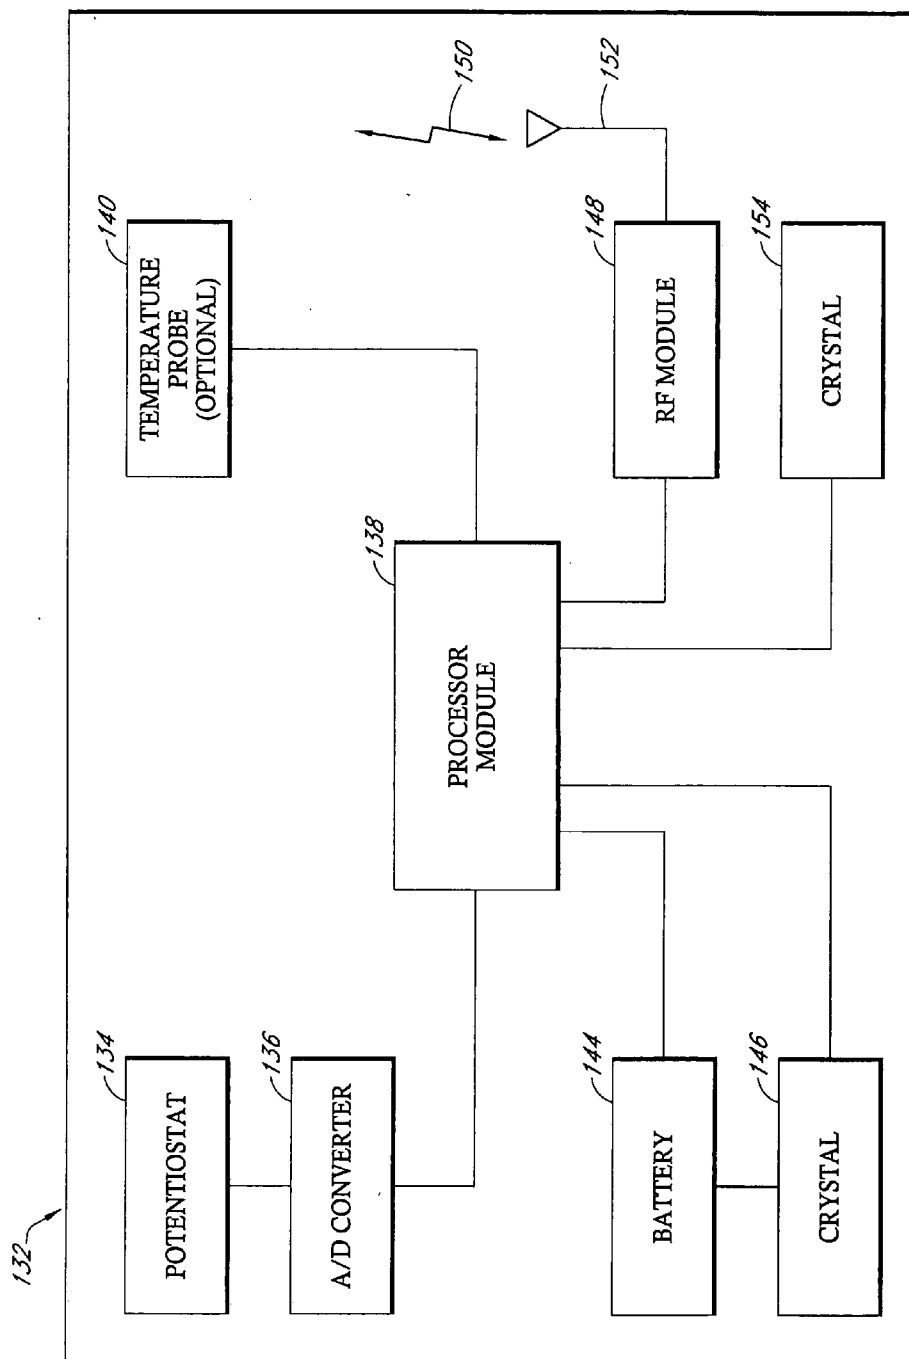 132
134
POTENTIOSTAT
136
A/D CONVERTER
140
TEMPERATURE
PROBE
(OPTIONAL)
138
PROCESSOR
MODULE
150
152
144
BATTERY
146
CRYSTAL
148
RF MODULE
154
CRYSTAL